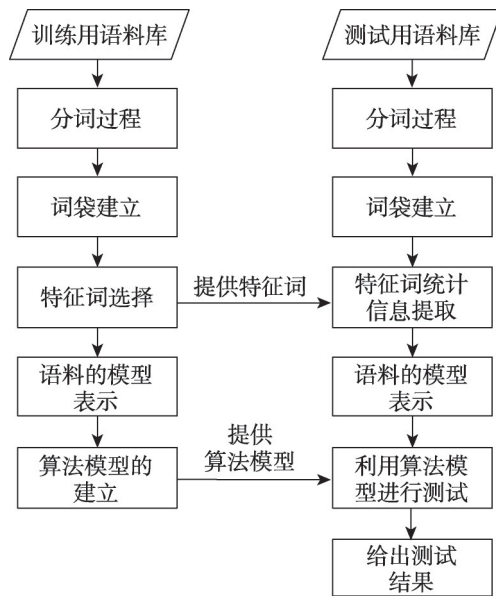 训练用语料库
分词过程
词袋建立
特征词选择
语料的模型
表示
算法模型的
建立
提供特征词
提供
算法模型
测试用语料库
分词过程
词袋建立
特征词统计
信息提取
语料的模型
表示
利用算法模
型进行测试
给出测试
结果